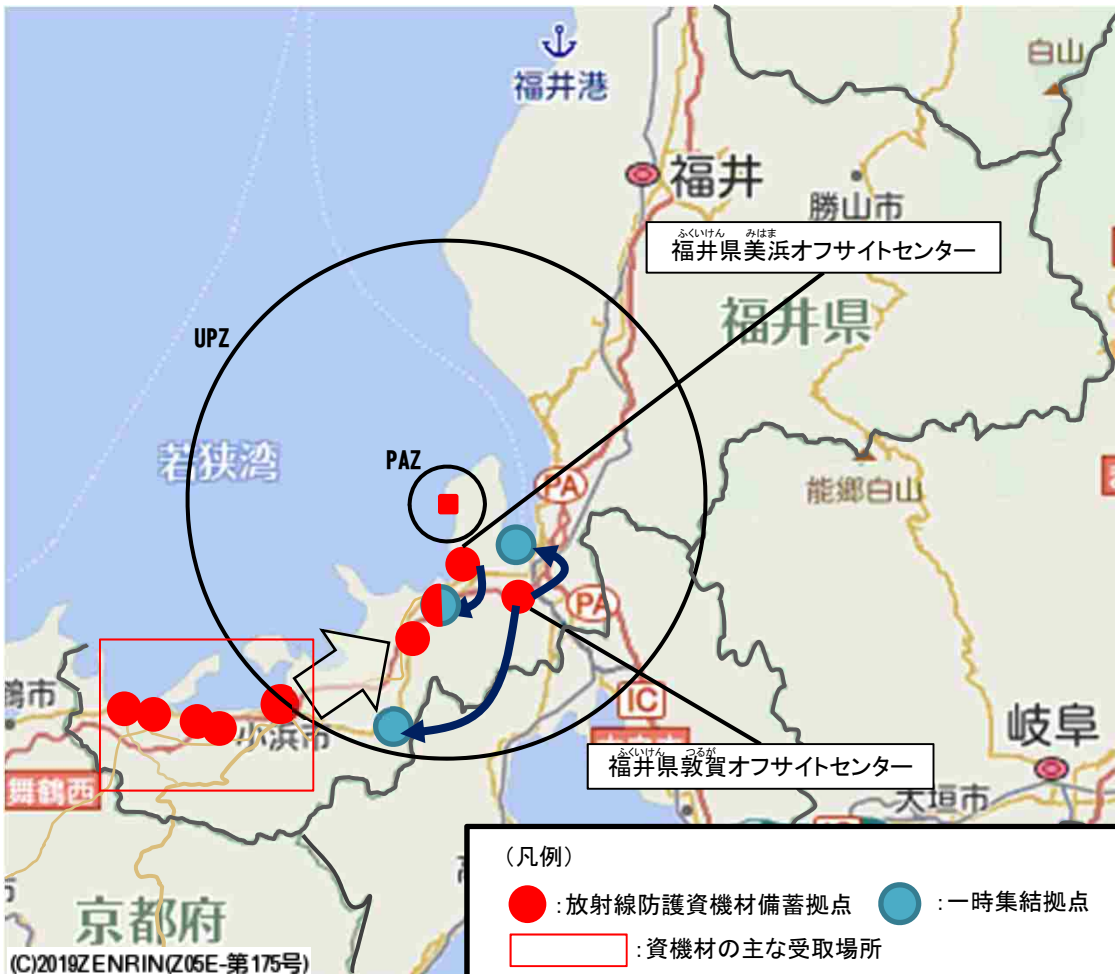 白山
福井港
福井
勝山市
ふくいけん みはま
福井県美浜オフサイトセンター
福井県
UPZ
若狭湾
PAZ
PA
能郷白山
PA
IC
鶴市
小浜市
岐阜
ふくいけん つるが
福井県敦賀オフサイトセンター
舞鶴西
大垣市
(凡例)
:放射線防護資機材備蓄拠点
:一時集結拠点
:資機材の主な受取場所
京都府
(C)2019ZENRIN(Z05E-第175号)